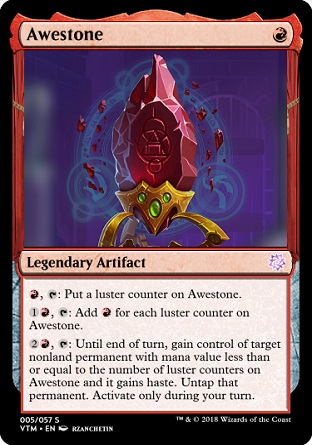 Awestone
Legendary Artifact
, : Put a luster counter on Awestone.
1 , : Add for each luster counter on
Awestone.
2 , : Until end of turn, gain control of target
nonland permanent with mana value less than
or equal to the number of luster counters on
Awestone and it gains haste. Untap that
permanent. Activate only during your turn.
005/057 S
VTM • EN RZANCHETIN
™ & © 2018 Wizards of the Coast